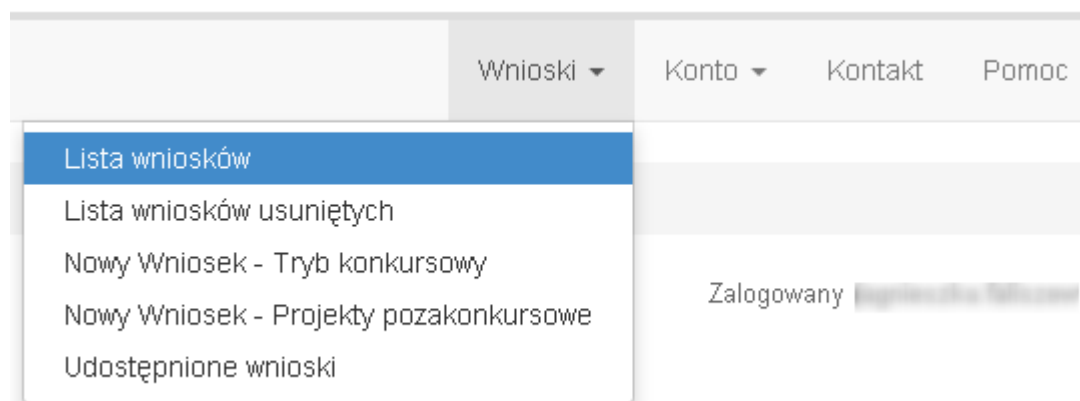 Wnioski Konto Kontakt Pomoc
Lista wniosków
Lista wniosków usuniętych
Nowy Wniosek - Tryb konkursowy
Zalogowany
Nowy Wniosek - Projekty pozakonkursowe
Udostępnione wnioski